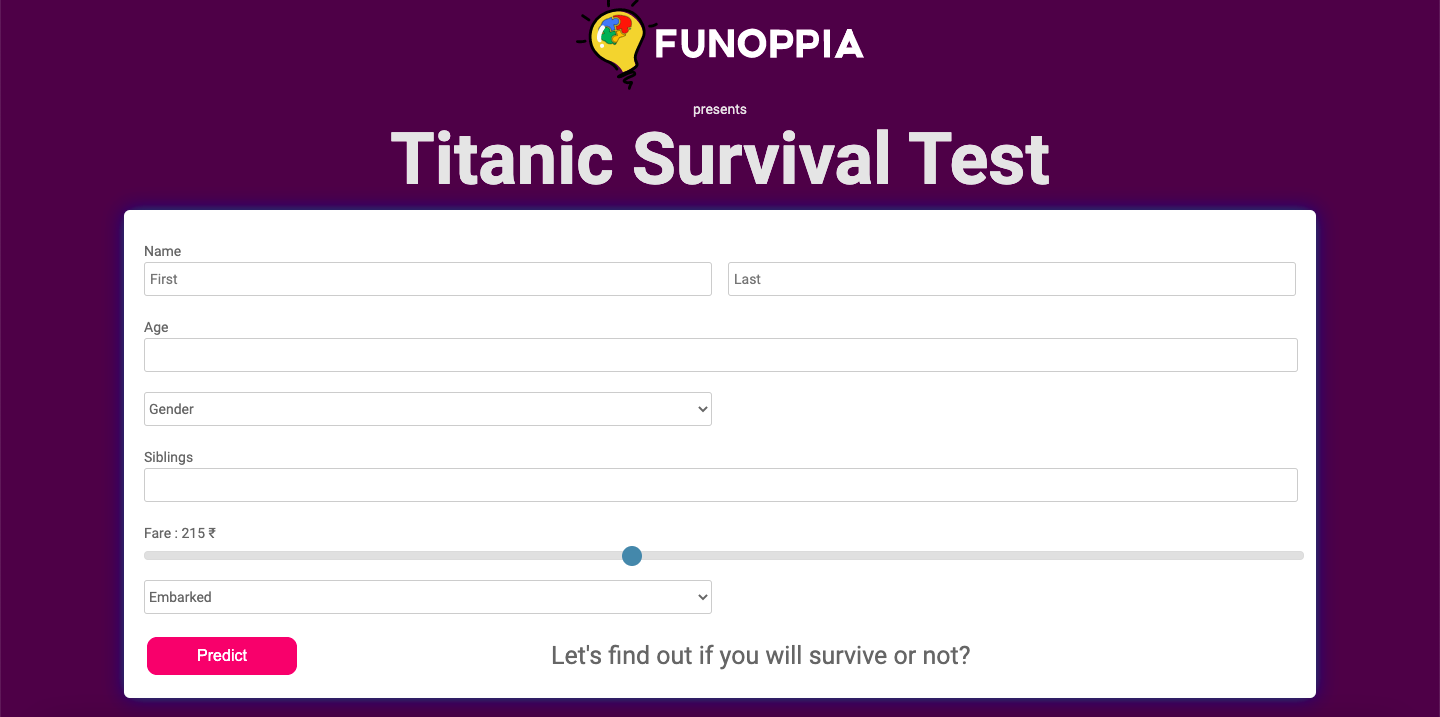 FUNOPPIA
presents
Titanic Survival Test
Name
First Last
Age
Gender
Siblings
Fare : 215 ₹
Embarked
Predict Let's find out if you will survive or not?